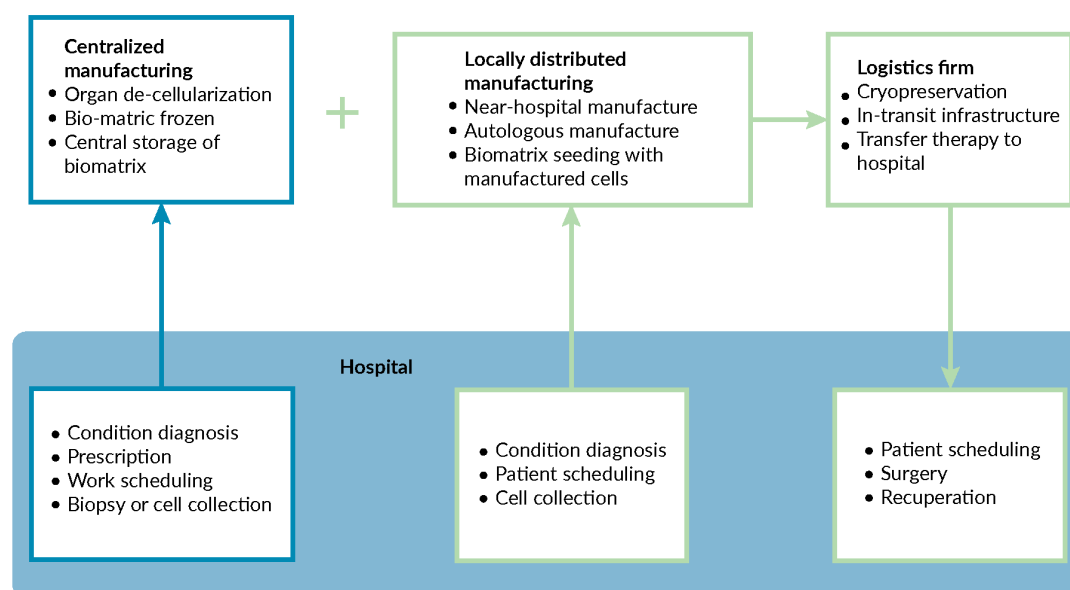 Centralized
manufacturing
• Organ de-cellularization
• Bio-matric frozen
• Central storage of
biomatrix
+
Locally distributed
manufacturing
• Near-hospital manufacture
• Autologous manufacture
• Biomatrix seeding with
manufactured cells
Logistics firm
• Cryopreservation
• In-transit infrastructure
• Transfer therapy to
hospital
Hospital
• Condition diagnosis
• Prescription
• Work scheduling
• Biopsy or cell collection
• Condition diagnosis
• Patient scheduling
• Cell collection
• Patient scheduling
• Surgery
• Recuperation